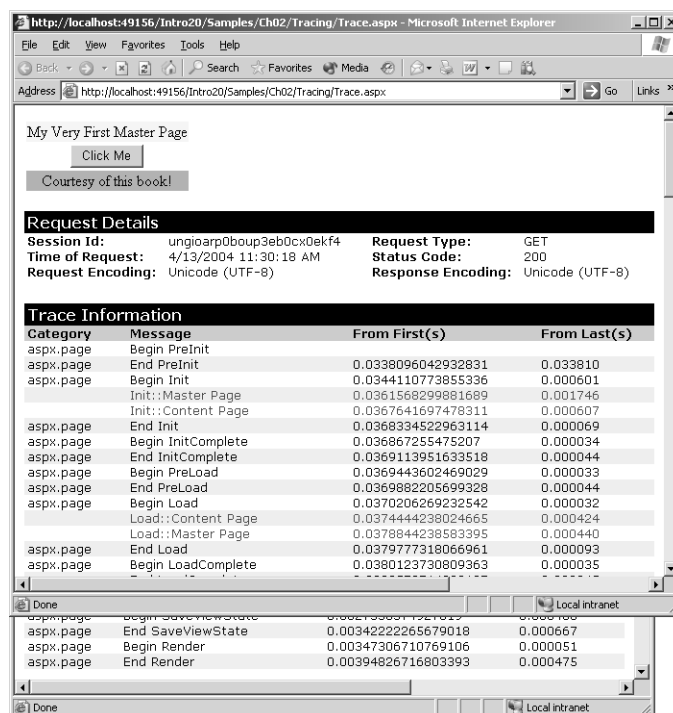 http://localhost:49156/Intro20/Samples/Ch02/Tracing/Trace.aspx - Microsoft Internet Explorer
File Edit View Favorites Tools Help
Back Search Favorites Media
Address http://localhost:49156/Intro20/Samples/Ch02/Tracing/Trace.aspx Go Links »
My Very First Master Page
Click Me
Courtesy of this book!
Request Details
Session Id: ungioarp0boup3eb0cx0ekf4 Request Type: GET
Time of Request: 4/13/2004 11:30:18 AM Status Code: 200
Request Encoding: Unicode (UTF-8) Response Encoding: Unicode (UTF-8)
Trace Information
Category Message From First(s) From Last(s)
aspx.page Begin PreInit
aspx.page End PreInit 0.0338096042932831 0.033810
aspx.page Begin Init 0.0344110773855336 0.000601
Init::Master Page 0.0361568299881689 0.001746
Init::Content Page 0.0367641697478311 0.000607
aspx.page End Init 0.0368334522963114 0.000069
aspx.page Begin InitComplete 0.036867255475207 0.000034
aspx.page End InitComplete 0.0369113951633518 0.000044
aspx.page Begin PreLoad 0.0369443602469029 0.000033
aspx.page End PreLoad 0.0369882205699328 0.000044
aspx.page Begin Load 0.0370206269232542 0.000032
Load::Content Page 0.0374444238024665 0.000424
Load::Master Page 0.0378844238583395 0.000440
aspx.page End Load 0.0379777318066961 0.000093
aspx.page Begin LoadComplete 0.0380123730809363 0.000035
Done Local intranet
aspx.page Begin SaveViewState
aspx.page End SaveViewState 0.00342222265679018 0.000667
aspx.page Begin Render 0.00347306710769106 0.000051
aspx.page End Render 0.00394826716803393 0.000475
Done Local intranet